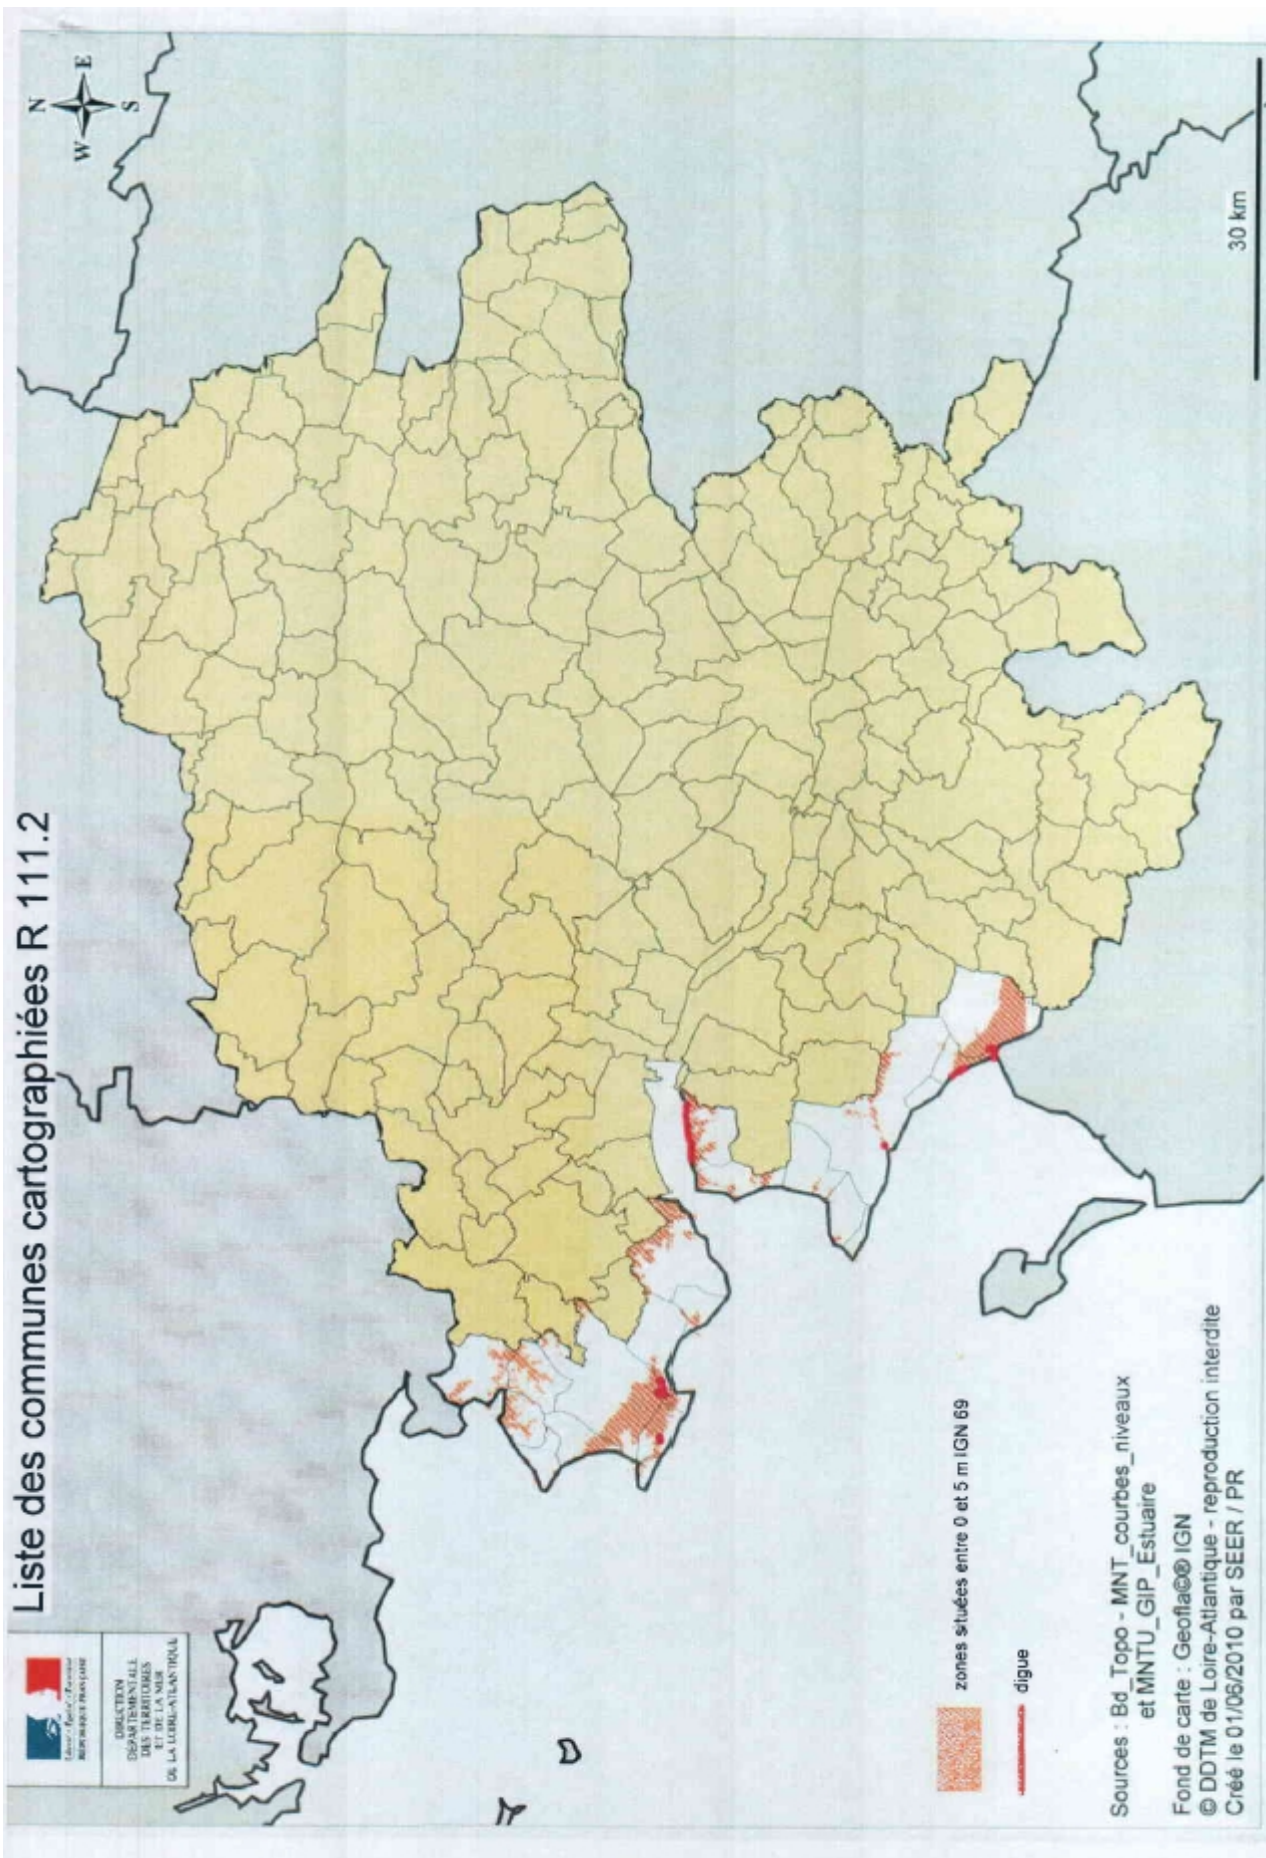 Liste des communes cartographiées R 111.2
RÉPUBLIQUE FRANÇAISE
DIRECTION
DÉPARTEMENTALE
DES TERRITOIRES
ET DE LA MER
DE LA LOIRE-ATLANTIQUE
N
E
S
W
zones situées entre 0 et 5 m IGN 69
digue
Sources : Bd_Topo - MNT_courbes_niveaux
et MNTU_GIP_Estuaire
Fond de carte : Geofla©® IGN
© DDTM de Loire-Atlantique - reproduction interdite
Créé le 01/06/2010 par SEER / PR
30 km